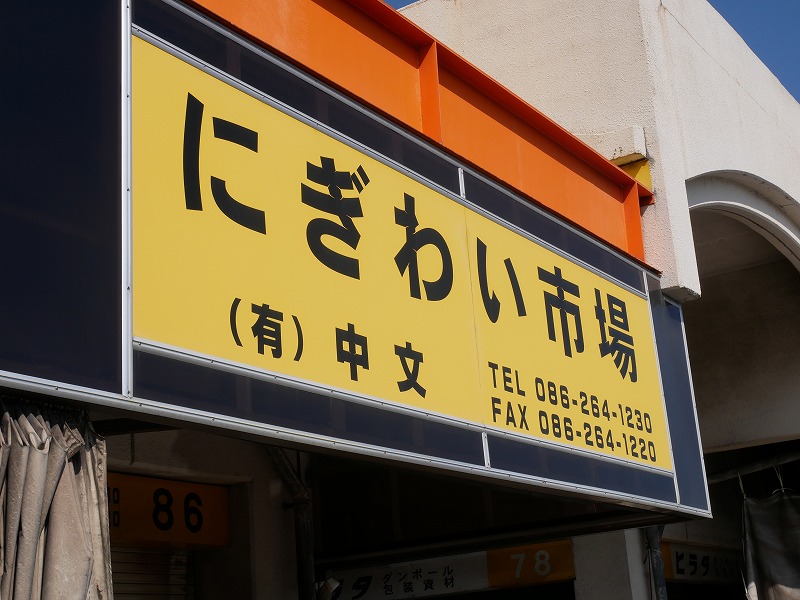 にぎわい市場
(有)中文
TEL 086-264-1230
FAX 086-264-1220
86
ダンボール
包装資材
78
ヒラタ